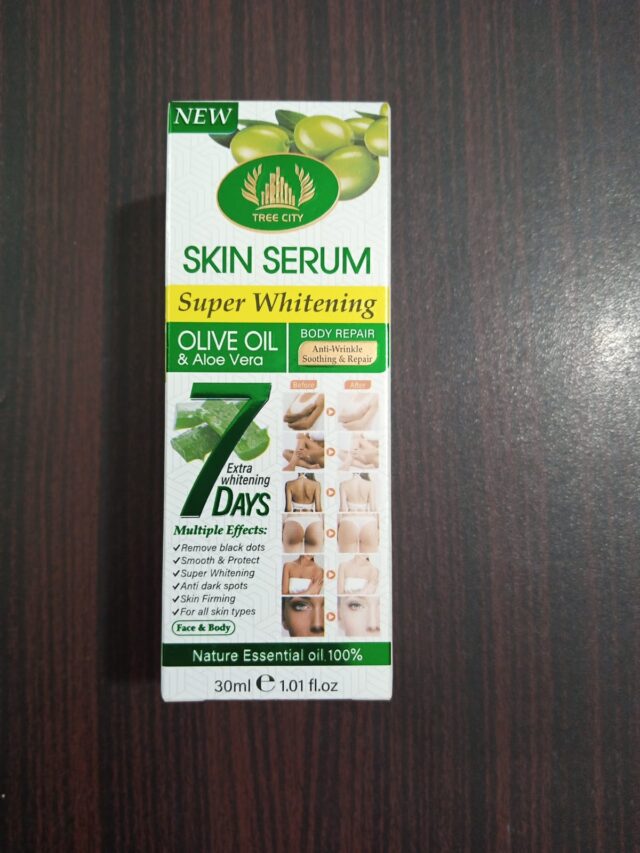 NEW
TREE CITY
SKIN SERUM
Super Whitening
OLIVE OIL
& Aloe Vera
BODY REPAIR
Anti-Wrinkle
Soothing & Repair
Before
After
7
Extra
whitening
DAYS
Multiple Effects:
✓Remove black dots
✓Smooth & Protect
✓Super Whitening
✓Anti dark spots
✓Skin Firming
✓For all skin types
Face & Body
Nature Essential oil.100%
30ml ℮ 1.01 fl.oz